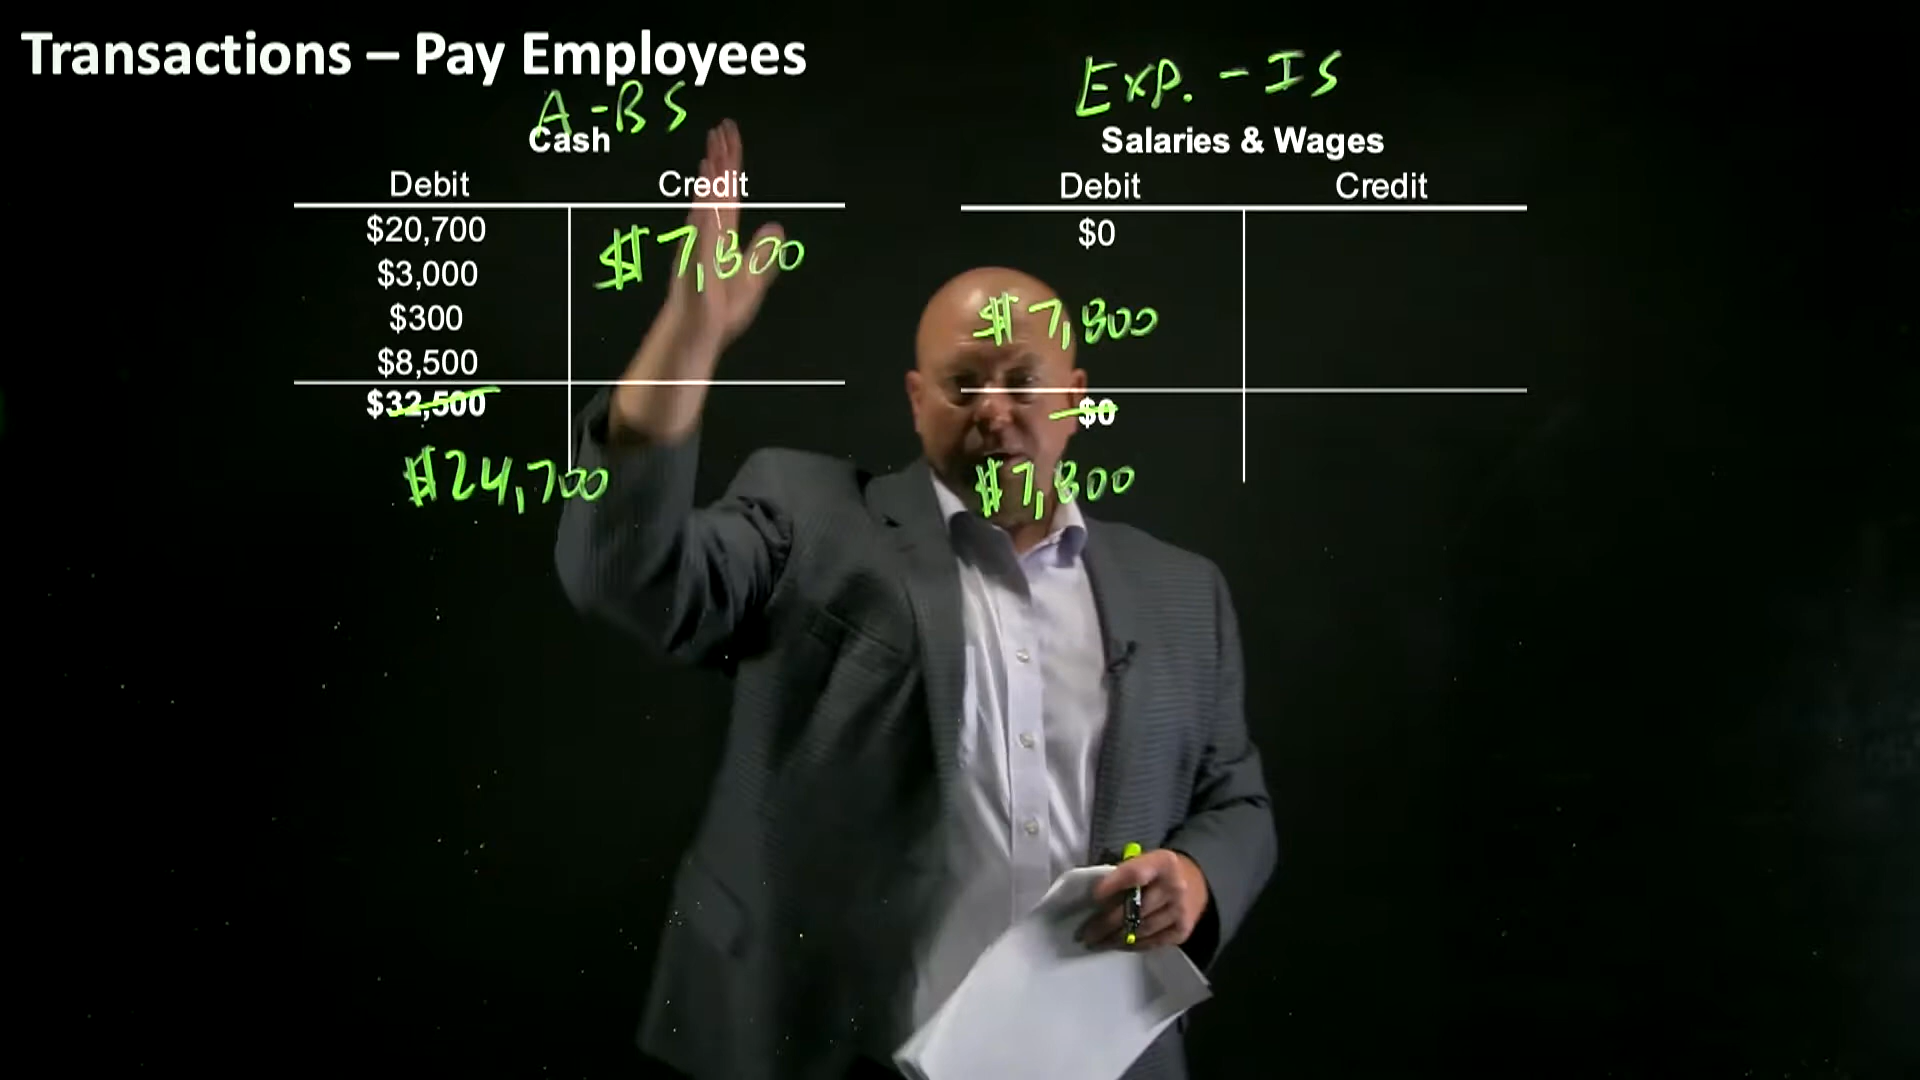 Transactions – Pay Employees
A-BS
Cash
Debit Credit
$20,700
$3,000
$300
$8,500
$32,500
$7,800
$24,700
Exp. - IS
Salaries & Wages
Debit Credit
$0
$7,800
$0
$7,800